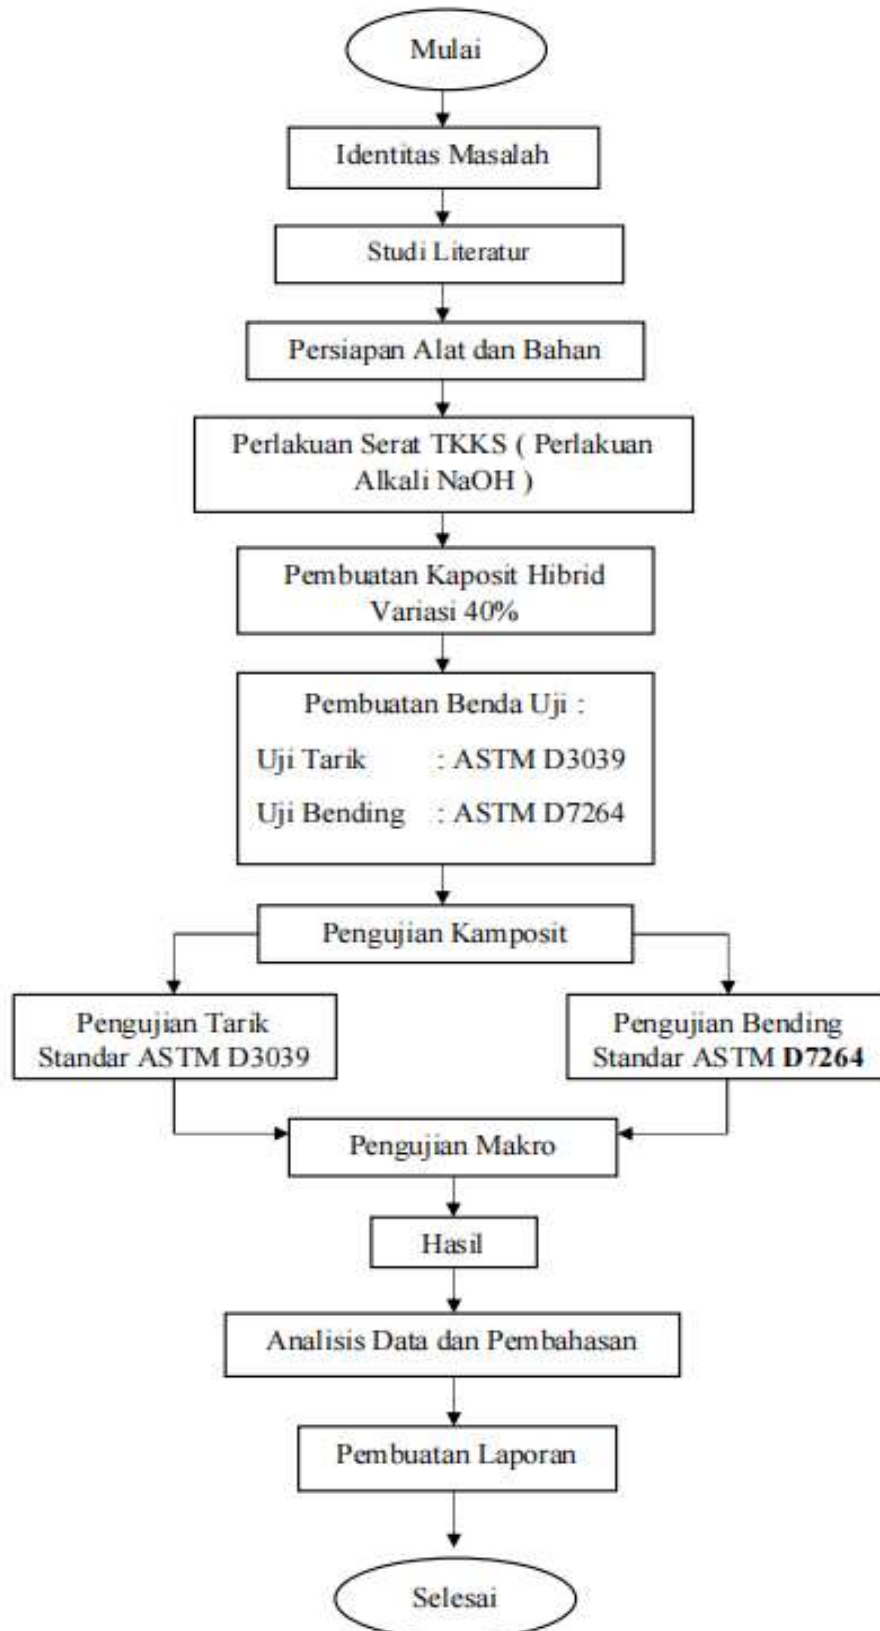 Mulai
Identitas Masalah
Studi Literatur
Persiapan Alat dan Bahan
Perlakuan Serat TKKS ( Perlakuan
Alkali NaOH )
Pembuatan Kaposit Hibrid
Variasi 40%
Pembuatan Benda Uji :
Uji Tarik : ASTM D3039
Uji Bending : ASTM D7264
Pengujian Kamposit
Pengujian Tarik
Standar ASTM D3039
Pengujian Bending
Standar ASTM D7264
Pengujian Makro
Hasil
Analisis Data dan Pembahasan
Pembuatan Laporan
Selesai